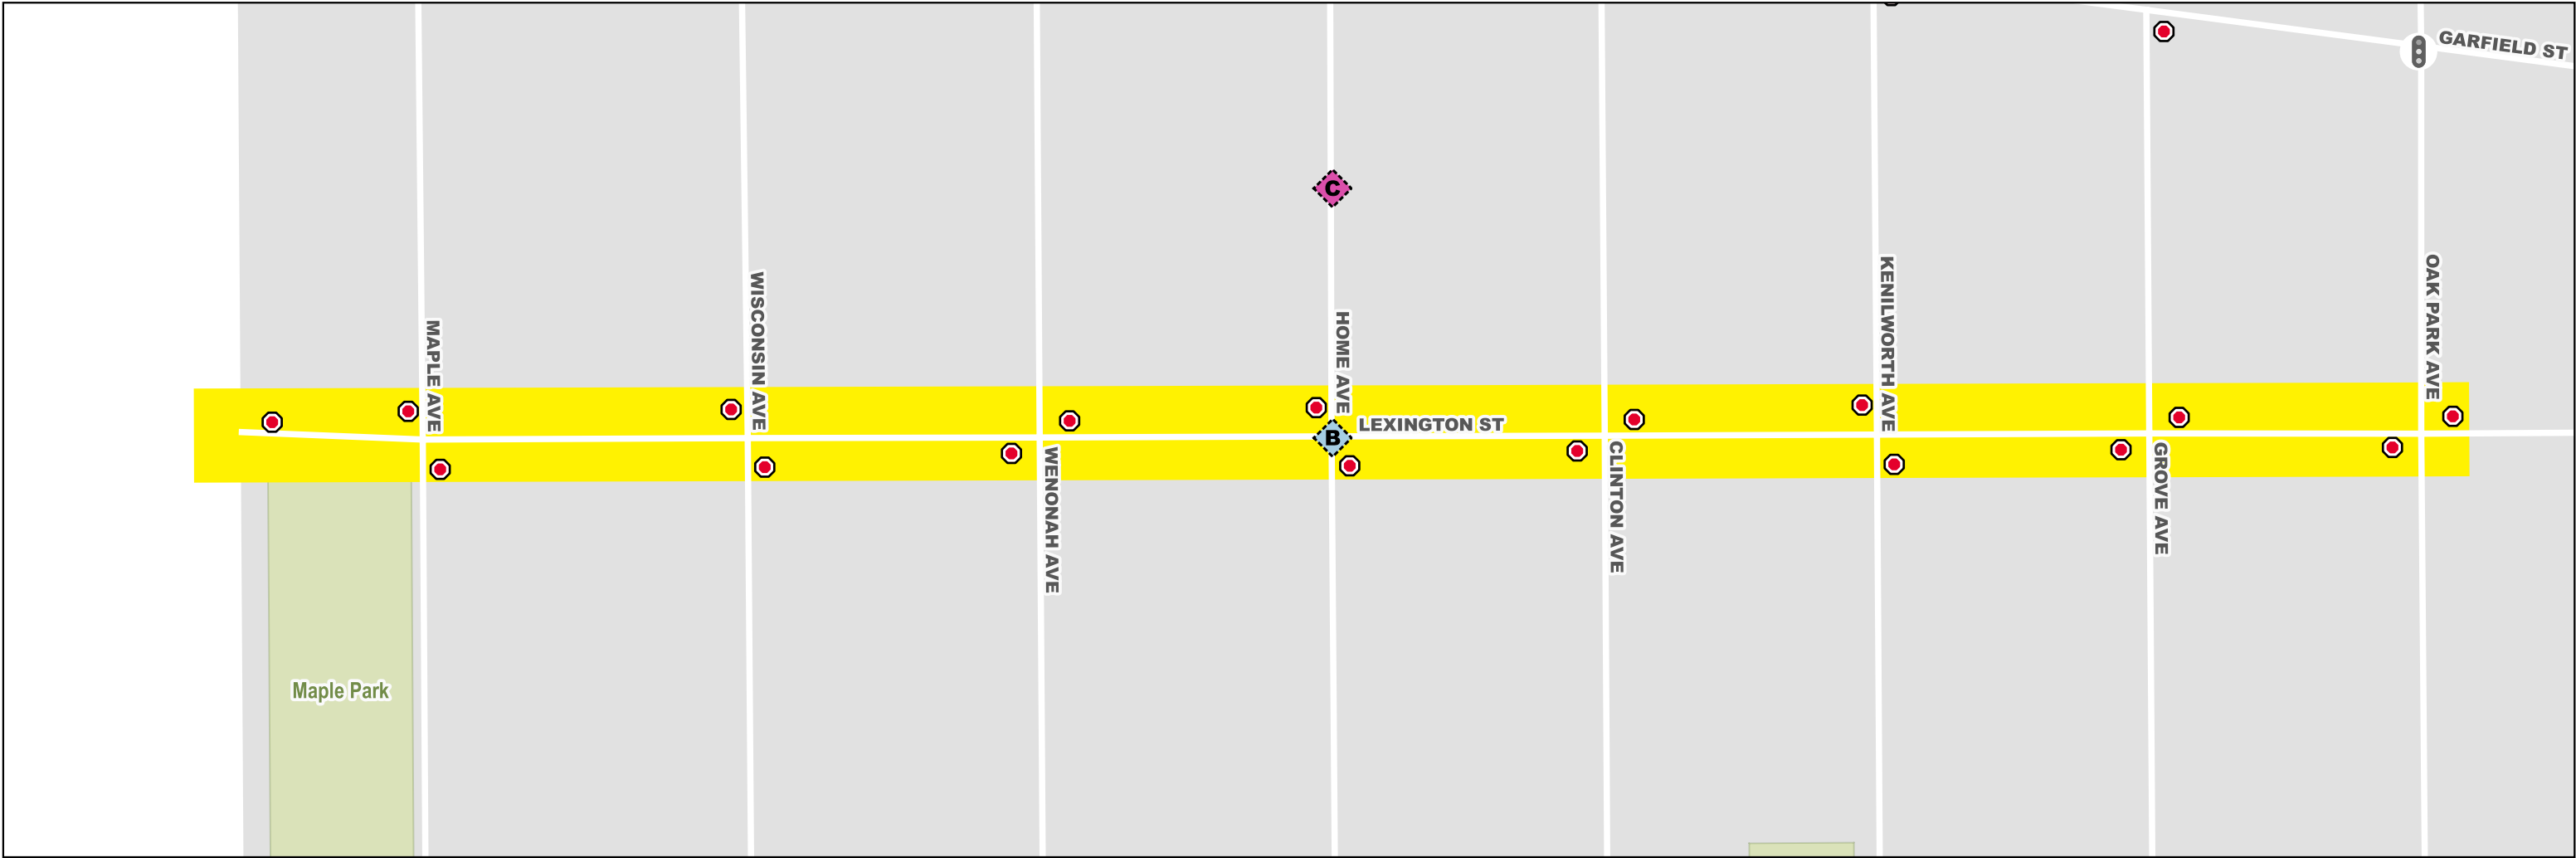 GARFIELD ST
C
OAK PARK AVE
KENILWORTH AVE
WISCONSIN AVE
HOME AVE
MAPLE AVE
LEXINGTON ST
B
CLINTON AVE
GROVE AVE
WENONAH AVE
Maple Park